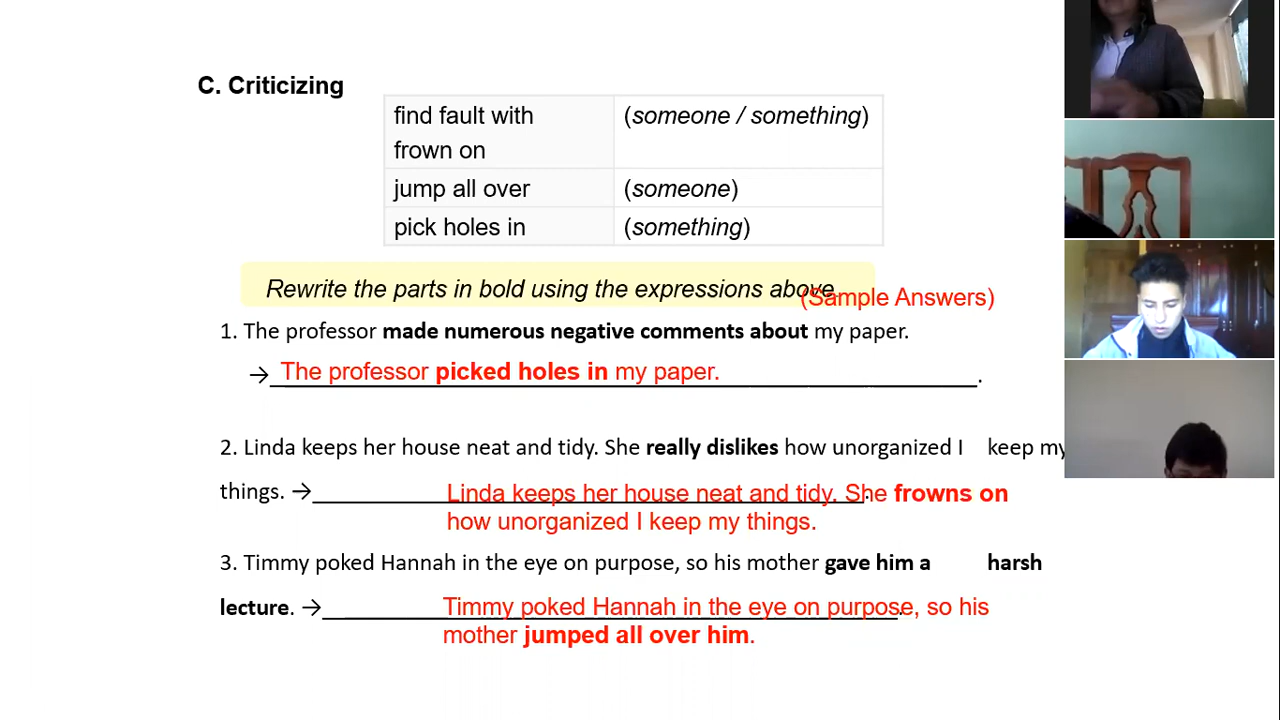 C. Criticizing
find fault with (someone / something)
frown on
jump all over (someone)
pick holes in (something)
Rewrite the parts in bold using the expressions above.
(Sample Answers)
1. The professor made numerous negative comments about my paper.
→ The professor picked holes in my paper. .
2. Linda keeps her house neat and tidy. She really dislikes how unorganized I keep my
things. → Linda keeps her house neat and tidy. She frowns on
how unorganized I keep my things.
3. Timmy poked Hannah in the eye on purpose, so his mother gave him a harsh
lecture. → Timmy poked Hannah in the eye on purpose, so his
mother jumped all over him.